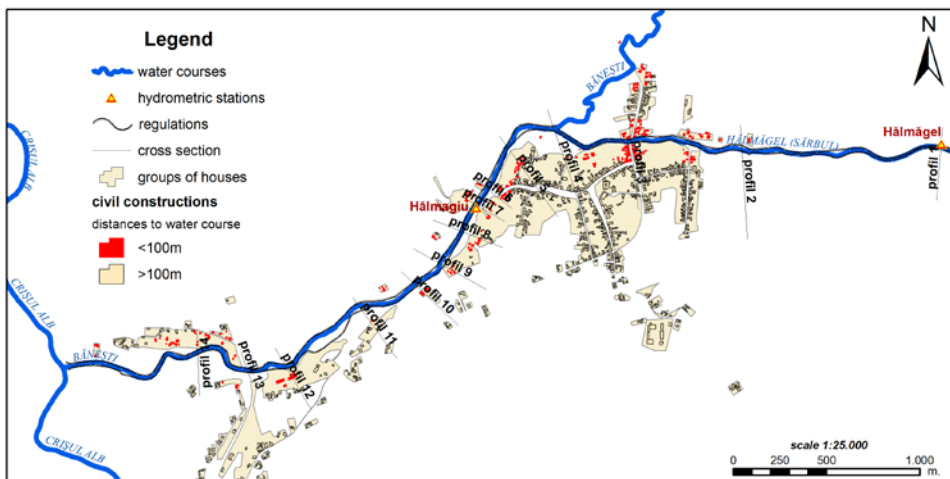 Legend
water courses
hydrometric stations
regulations
cross section
groups of houses
civil constructions
distances to water course
<100m
>100m
CRIȘUL ALB
CRIȘUL ALB
CRIȘUL ALB
BĂNEȘTI
BĂNEȘTI
HĂLMĂGEL (SÂRBUL)
Hălmăgel
Hălmagiu
N
profil 1
profil 2
profil 3
profil 4
profil 5
profil 6
profil 7
profil 8
profil 9
profil 10
profil 11
profil 12
profil 13
profil 14
scale 1:25.000
0 250 500 1.000
m.